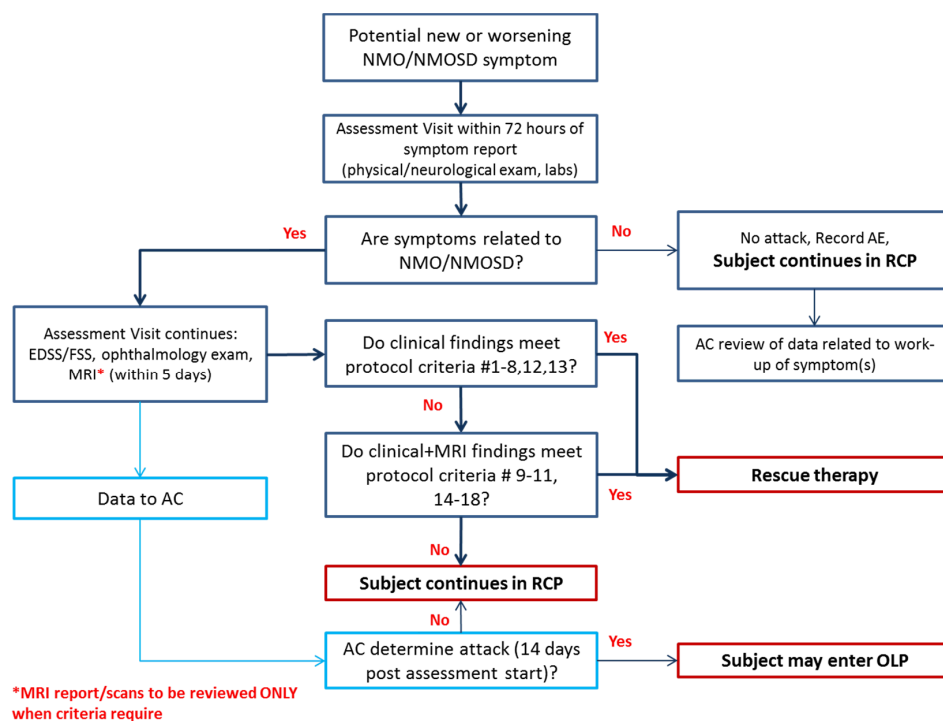 Potential new or worsening
NMO/NMOSD symptom
Assessment Visit within 72 hours of
symptom report
(physical/neurological exam, labs)
Yes
Are symptoms related to
NMO/NMOSD?
No
No attack, Record AE,
Subject continues in RCP
AC review of data related to work-
up of symptom(s)
Assessment Visit continues:
EDSS/FSS, ophthalmology exam,
MRI* (within 5 days)
Do clinical findings meet
protocol criteria #1-8,12,13?
Yes
No
Do clinical+MRI findings meet
protocol criteria # 9-11,
14-18?
Yes
Rescue therapy
Data to AC
No
Subject continues in RCP
No
AC determine attack (14 days
post assessment start)?
Yes
Subject may enter OLP
*MRI report/scans to be reviewed ONLY
when criteria require